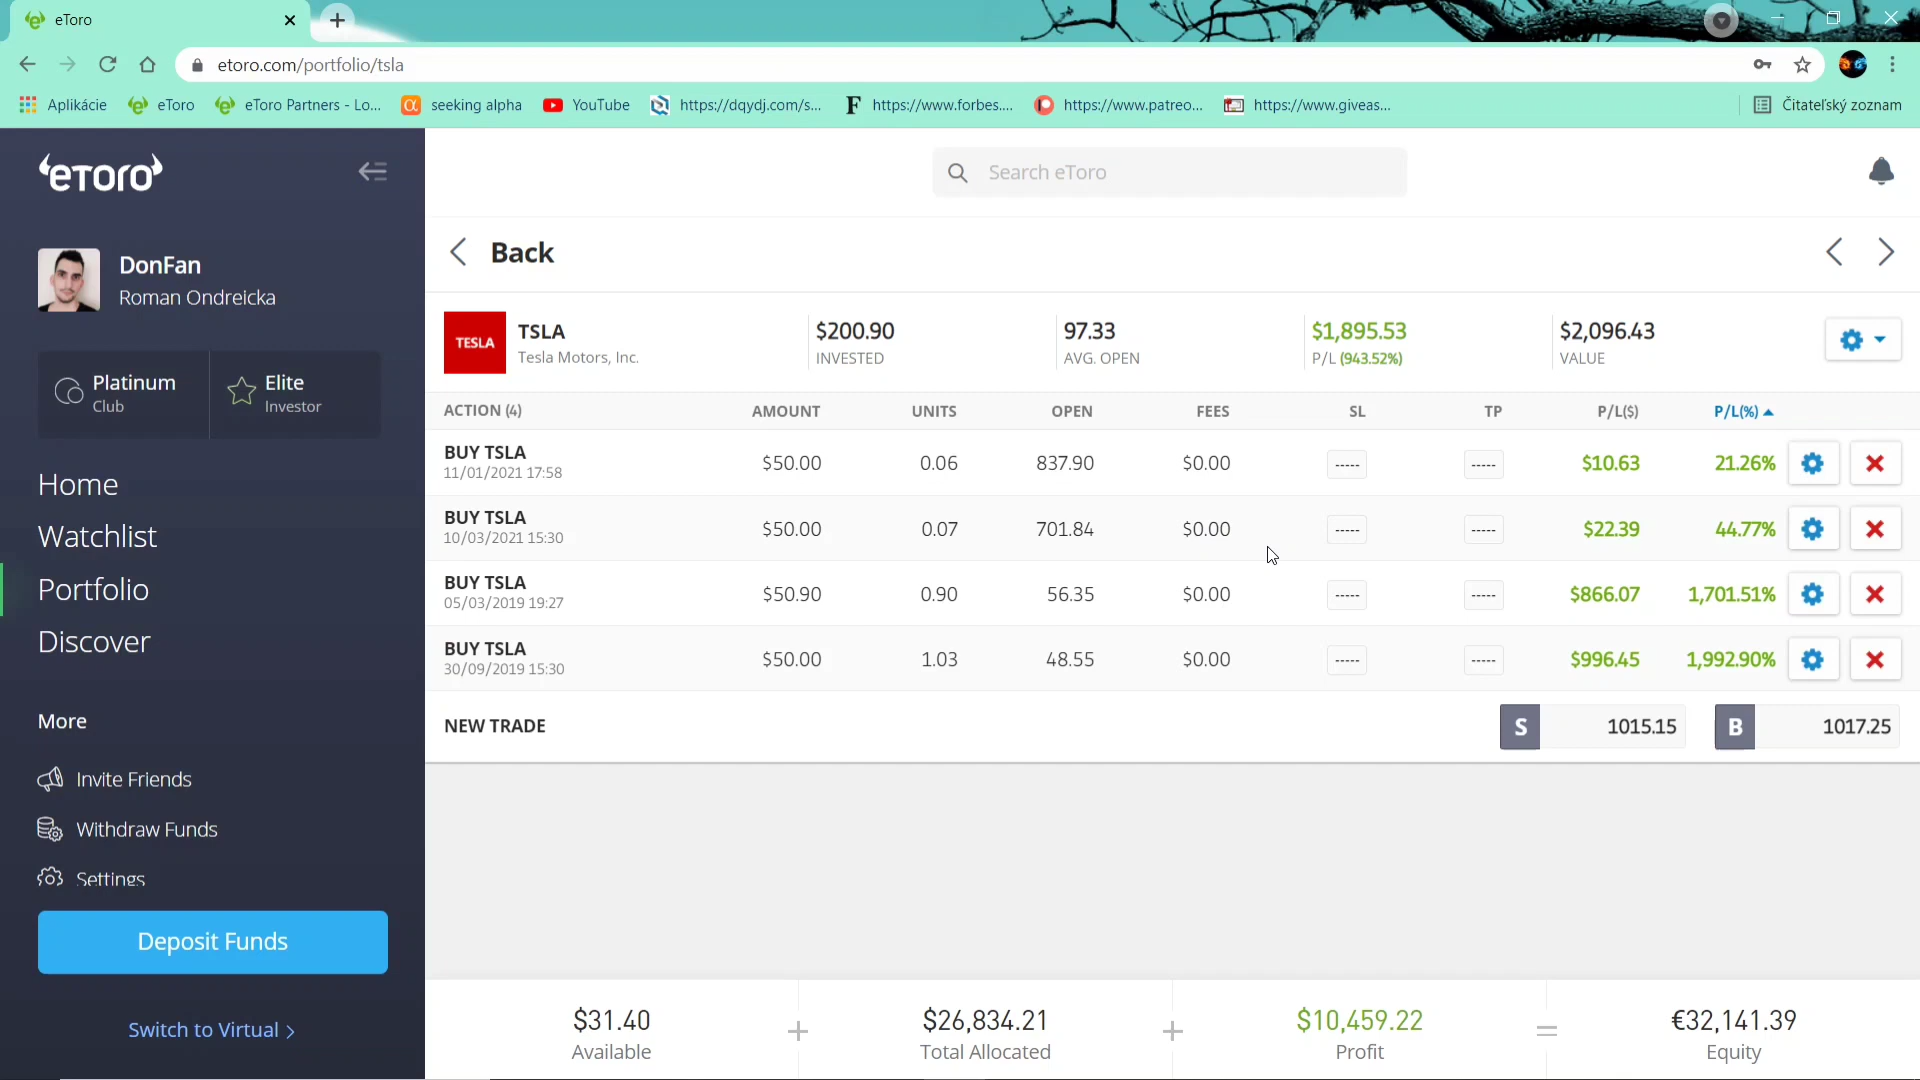 eToro
etoro.com/portfolio/tsla
Aplikácie
eToro
eToro Partners - Lo...
seeking alpha
YouTube
https://dqydj.com/s...
https://www.forbes....
https://www.patreo...
https://www.giveas...
Čitateľský zoznam
eToro
Search eToro
DonFan
Roman Ondreicka
Platinum
Club
Elite
Investor
Home
Watchlist
Portfolio
Discover
More
Invite Friends
Withdraw Funds
Settings
Deposit Funds
Switch to Virtual >
Back
TESLA
TSLA
Tesla Motors, Inc.
$200.90
INVESTED
97.33
AVG. OPEN
$1,895.53
P/L (943.52%)
$2,096.43
VALUE
ACTION (4) AMOUNT UNITS OPEN FEES SL TP P/L($) P/L(%)
BUY TSLA $50.00 0.06 837.90 $0.00 ----- ----- $10.63 21.26%
11/01/2021 17:58
BUY TSLA $50.00 0.07 701.84 $0.00 ----- ----- $22.39 44.77%
10/03/2021 15:30
BUY TSLA $50.90 0.90 56.35 $0.00 ----- ----- $866.07 1,701.51%
05/03/2019 19:27
BUY TSLA $50.00 1.03 48.55 $0.00 ----- ----- $996.45 1,992.90%
30/09/2019 15:30
NEW TRADE S 1015.15 B 1017.25
$31.40 + $26,834.21 + $10,459.22 = €32,141.39
Available Total Allocated Profit Equity